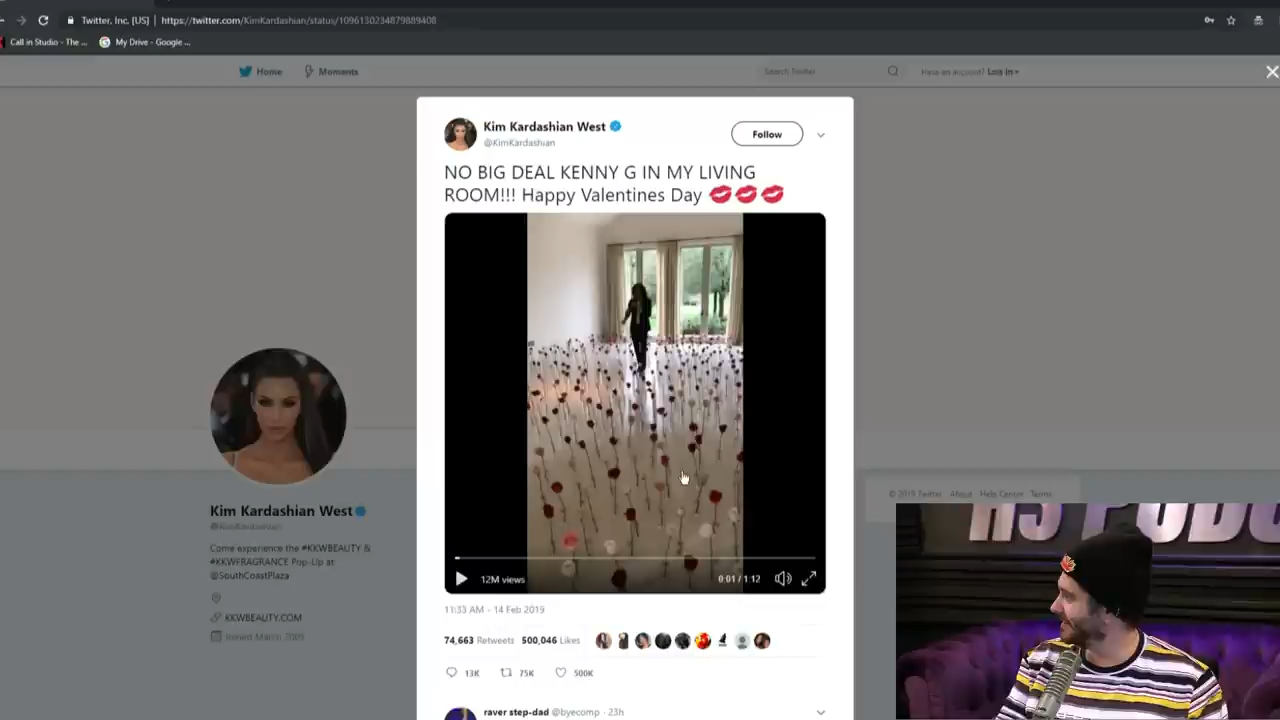 Twitter, Inc. [US] | https://twitter.com/KimKardashian/status/1096130234879889408
Call in Studio - The ...
My Drive - Google ...
Home
Moments
Search Twitter
Have an account? Log in
Kim Kardashian West
@KimKardashian
Follow
NO BIG DEAL KENNY G IN MY LIVING
ROOM!!! Happy Valentines Day 💋💋💋
12M views
0:01 / 1:12
11:33 AM - 14 Feb 2019
74,663 Retweets 500,046 Likes
13K
75K
500K
raver step-dad @byecomp · 23h
Kim Kardashian West
@KimKardashian
Come experience the #KKWBEAUTY &
#KKWFRAGRANCE Pop-Up at
@SouthCoastPlaza
KKWBEAUTY.COM
Joined March 2009
© 2019 Twitter About Help Center Terms
H3 PODC